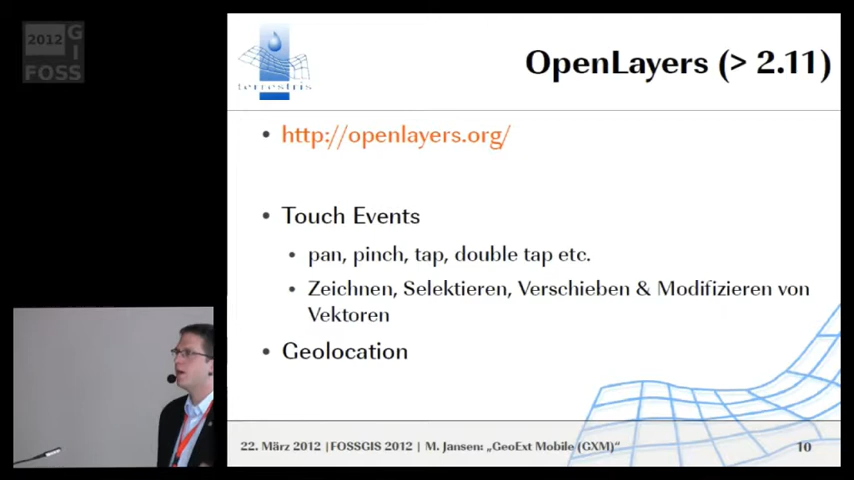 2012 G
I
FOSS
terrestris
OpenLayers (> 2.11)
• http://openlayers.org/
• Touch Events
• pan, pinch, tap, double tap etc.
• Zeichnen, Selektieren, Verschieben & Modifizieren von
Vektoren
• Geolocation
22. März 2012 |FOSSGIS 2012 | M. Jansen: „GeoExt Mobile (GXM)“
10